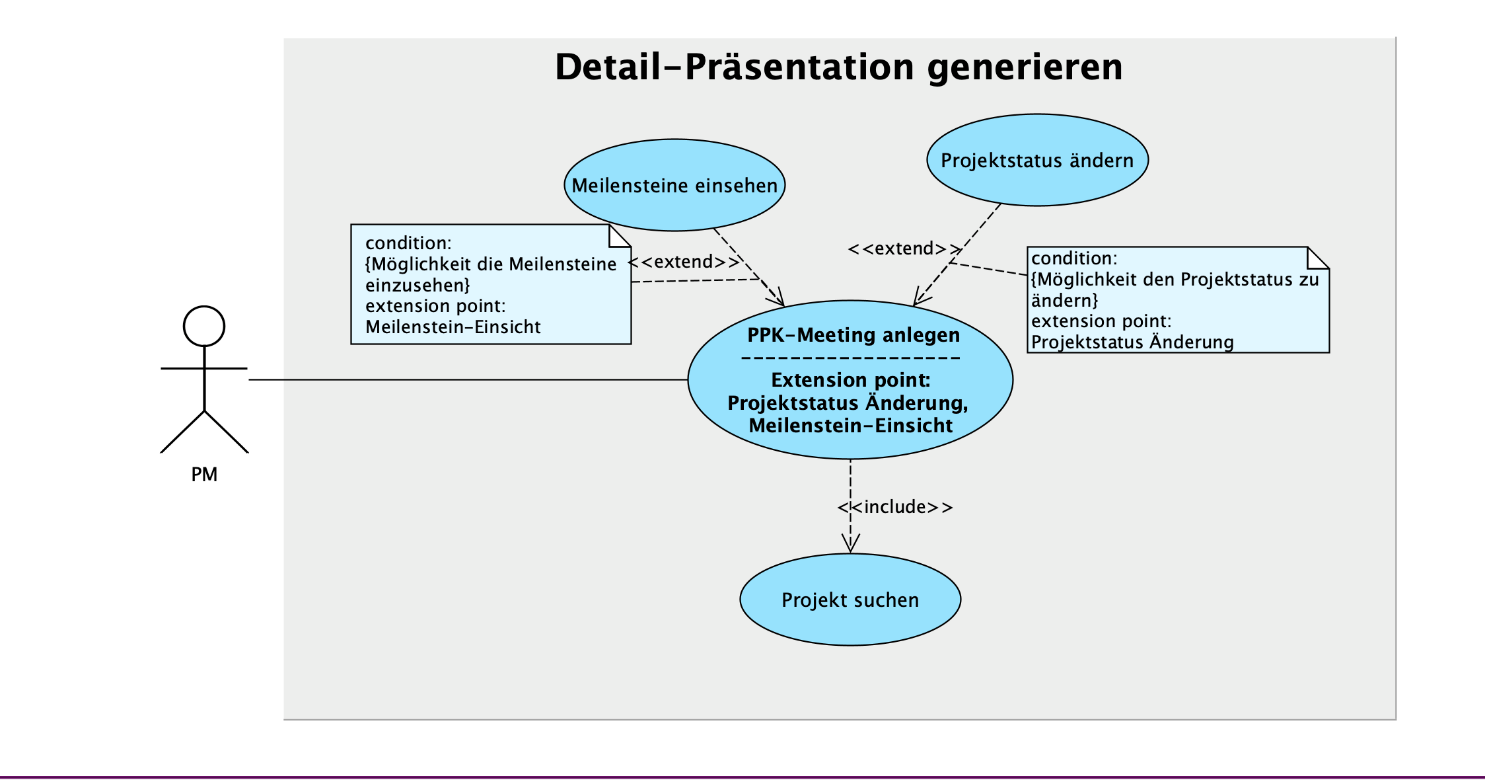 Detail-Präsentation generieren
Meilensteine einsehen
Projektstatus ändern
condition:
{Möglichkeit die Meilensteine
einzusehen}
extension point:
Meilenstein-Einsicht
<<extend>>
<<extend>>
condition:
{Möglichkeit den Projektstatus zu
ändern}
extension point:
Projektstatus Änderung
PPK-Meeting anlegen
Extension point:
Projektstatus Änderung,
Meilenstein-Einsicht
PM
<<include>>
Projekt suchen